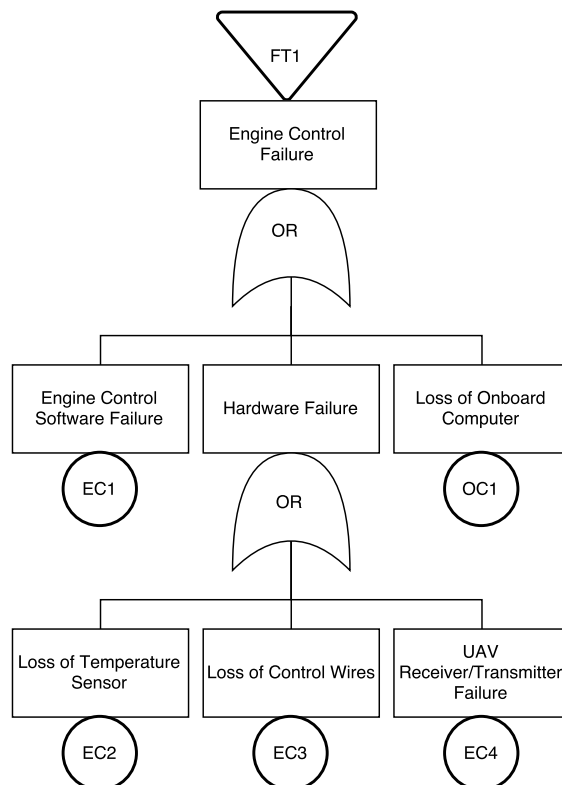 FT1
Engine Control
Failure
OR
Engine Control
Software Failure
Hardware Failure
Loss of Onboard
Computer
EC1
OR
OC1
Loss of Temperature
Sensor
Loss of Control Wires
UAV
Receiver/Transmitter
Failure
EC2
EC3
EC4